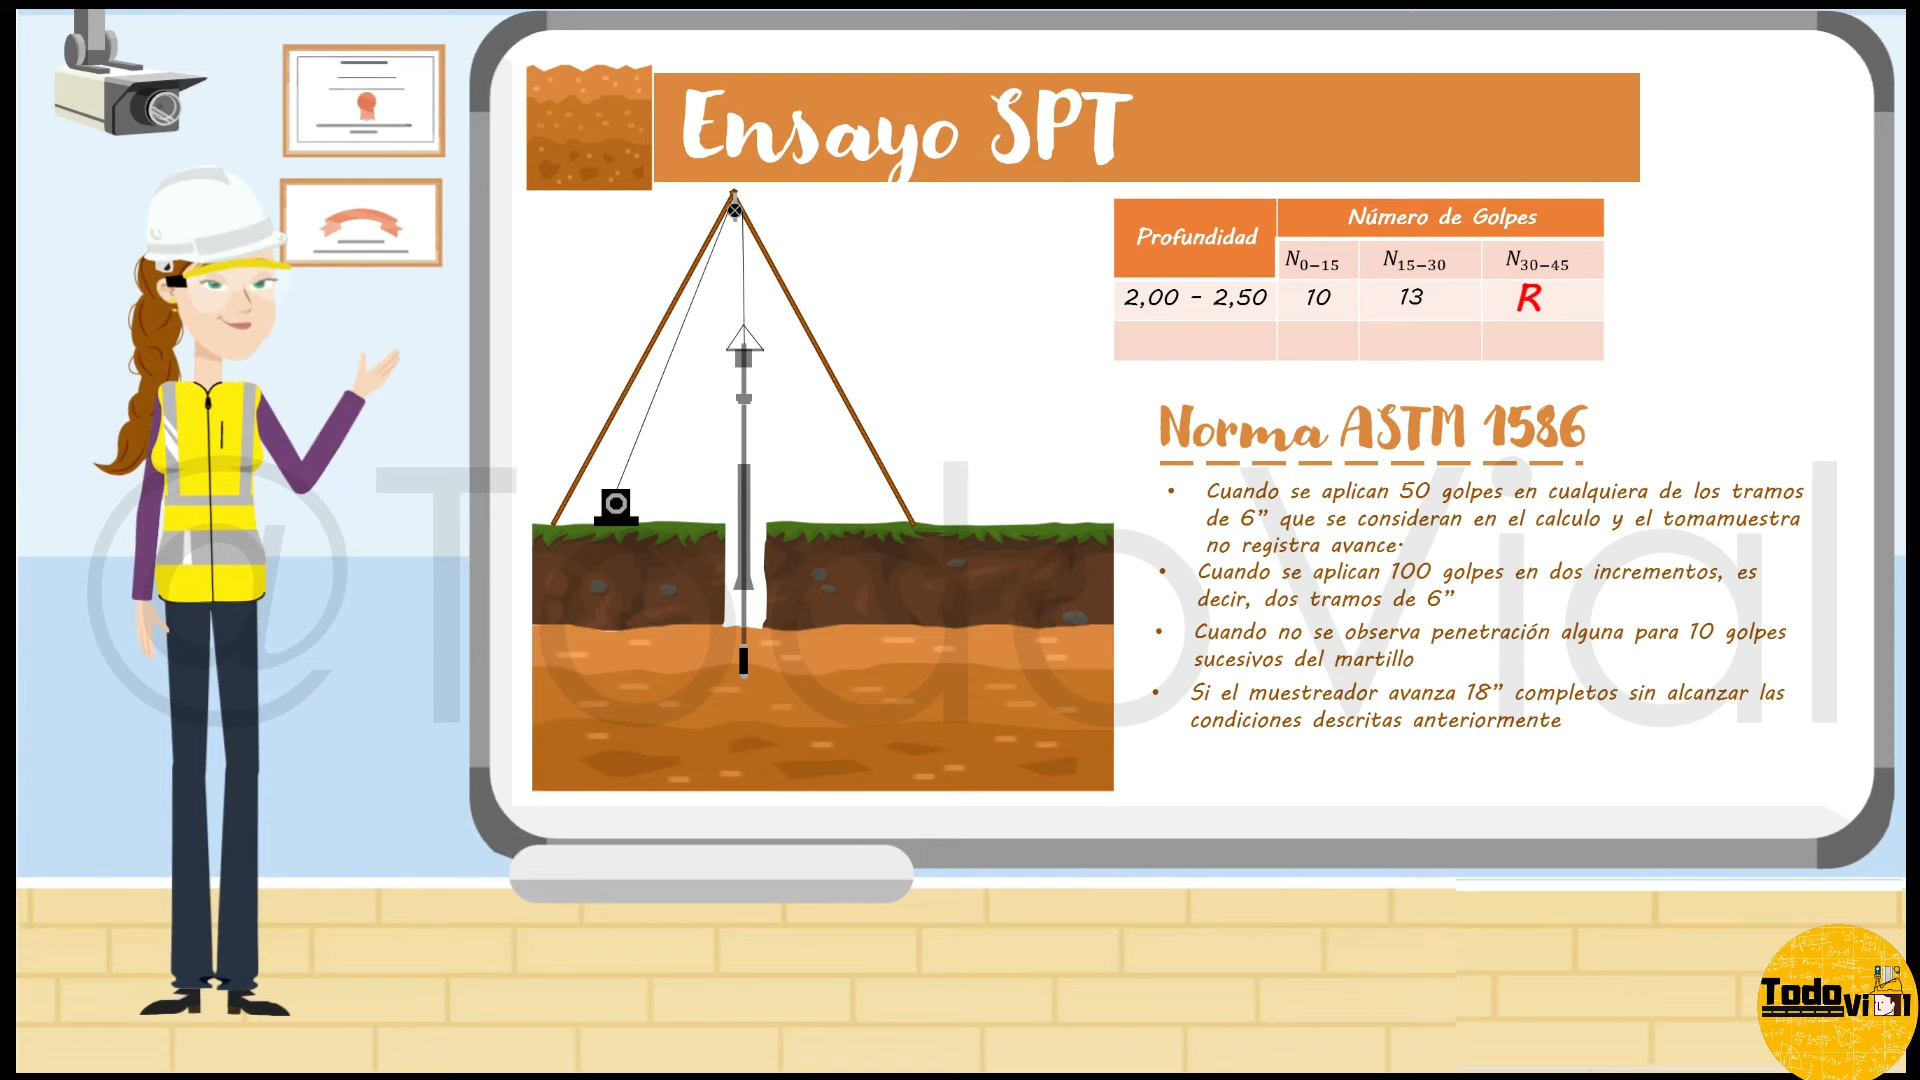 Ensayo SPT
Profundidad
Número de Golpes
N0–15 N15–30 N30–45
2,00 - 2,50 10 13 R
Norma ASTM 1586
• Cuando se aplican 50 golpes en cualquiera de los tramos
de 6” que se consideran en el calculo y el tomamuestra
no registra avance.
• Cuando se aplican 100 golpes en dos incrementos, es
decir, dos tramos de 6”
• Cuando no se observa penetración alguna para 10 golpes
sucesivos del martillo
• Si el muestreador avanza 18” completos sin alcanzar las
condiciones descritas anteriormente
@TodoVial
TodoVial